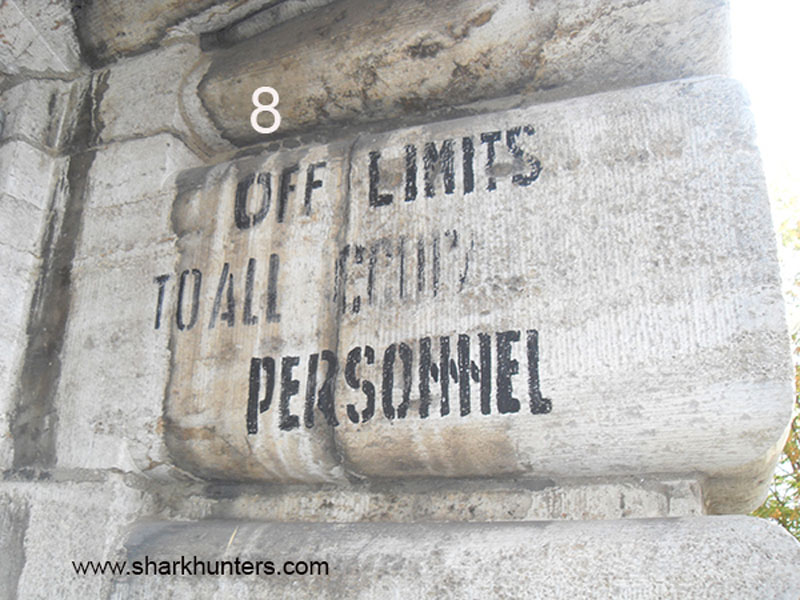 8
OFF LIMITS
TO ALL
PERSONNEL
www.sharkhunters.com